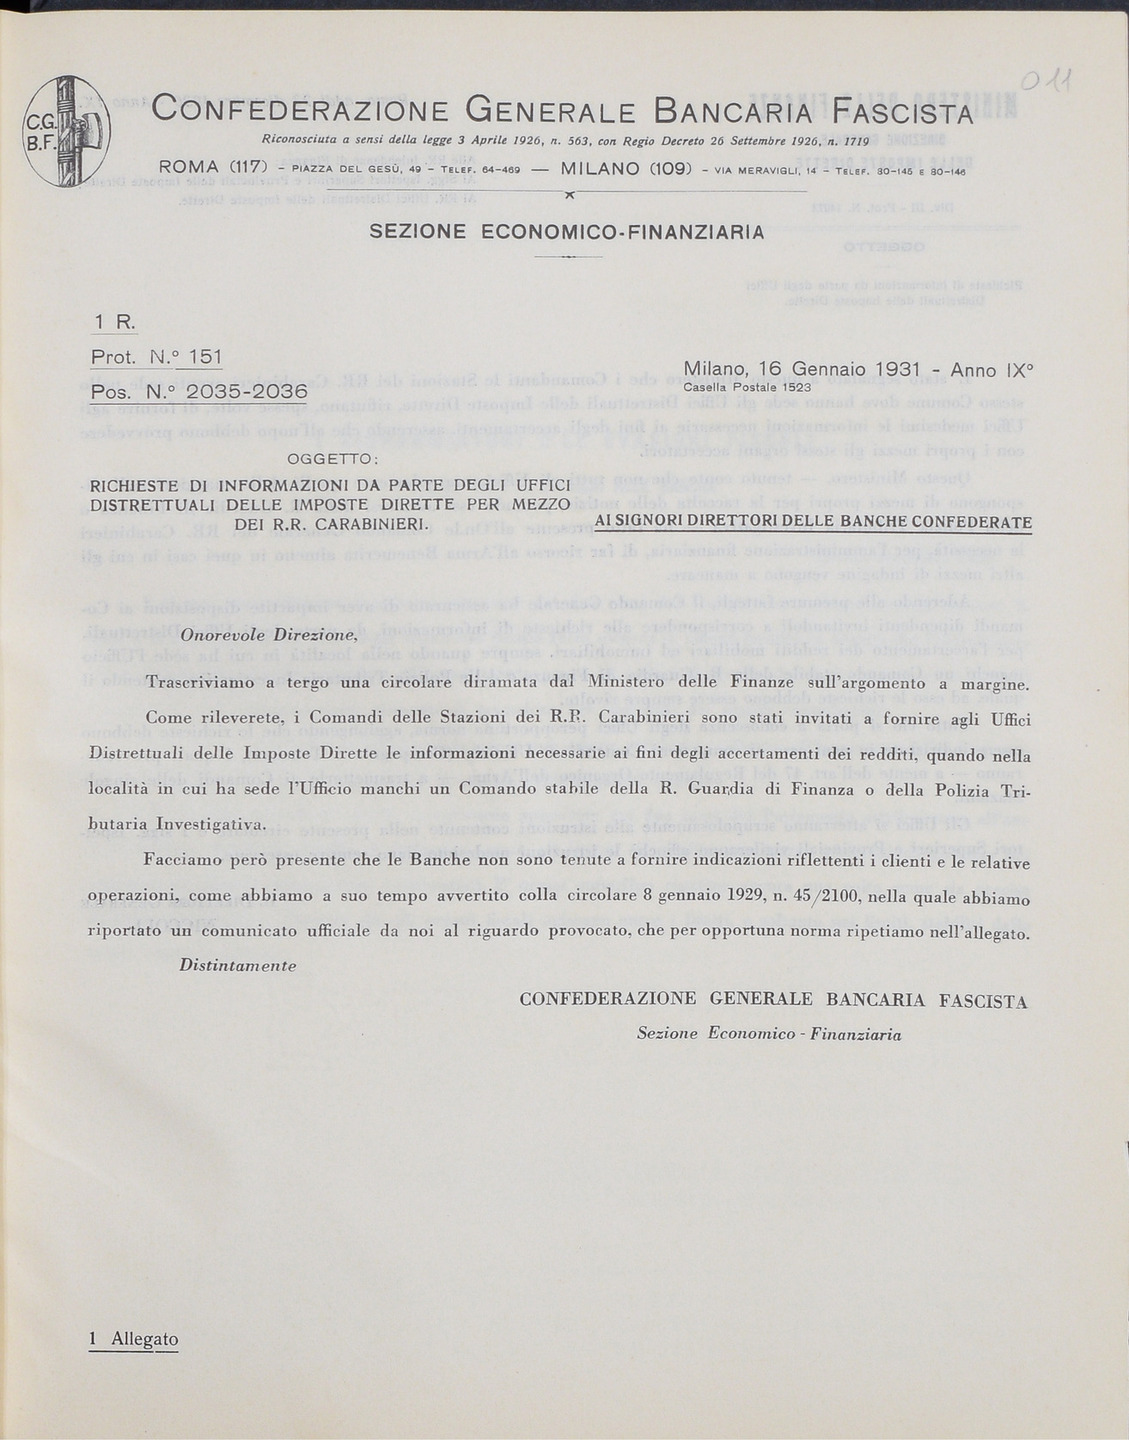 011
C.G.
B.F.
CONFEDERAZIONE GENERALE BANCARIA FASCISTA
Riconosciuta a sensi della legge 3 Aprile 1926, n. 563, con Regio Decreto 26 Settembre 1926, n. 1719
ROMA (117) – PIAZZA DEL GESÙ, 49 – TELEF. 64-469 — MILANO (109) – VIA MERAVIGLI, 14 – TELEF. 80-145 E 80-146
SEZIONE ECONOMICO-FINANZIARIA
1 R.
Prot. N.º 151
Pos. N.º 2035-2036
Milano, 16 Gennaio 1931 - Anno IXº
Casella Postale 1523
OGGETTO:
RICHIESTE DI INFORMAZIONI DA PARTE DEGLI UFFICI
DISTRETTUALI DELLE IMPOSTE DIRETTE PER MEZZO
DEI R.R. CARABINIERI.
AI SIGNORI DIRETTORI DELLE BANCHE CONFEDERATE
Onorevole Direzione,
Trascriviamo a tergo una circolare diramata dal Ministero delle Finanze sull'argomento a margine.
Come rileverete, i Comandi delle Stazioni dei R.R. Carabinieri sono stati invitati a fornire agli Uffici
Distrettuali delle Imposte Dirette le informazioni necessarie ai fini degli accertamenti dei redditi, quando nella
località in cui ha sede l'Ufficio manchi un Comando stabile della R. Guardia di Finanza o della Polizia Tri-
butaria Investigativa.
Facciamo però presente che le Banche non sono tenute a fornire indicazioni riflettenti i clienti e le relative
operazioni, come abbiamo a suo tempo avvertito colla circolare 8 gennaio 1929, n. 45/2100, nella quale abbiamo
riportato un comunicato ufficiale da noi al riguardo provocato, che per opportuna norma ripetiamo nell'allegato.
Distintamente
CONFEDERAZIONE GENERALE BANCARIA FASCISTA
Sezione Economico - Finanziaria
1 Allegato